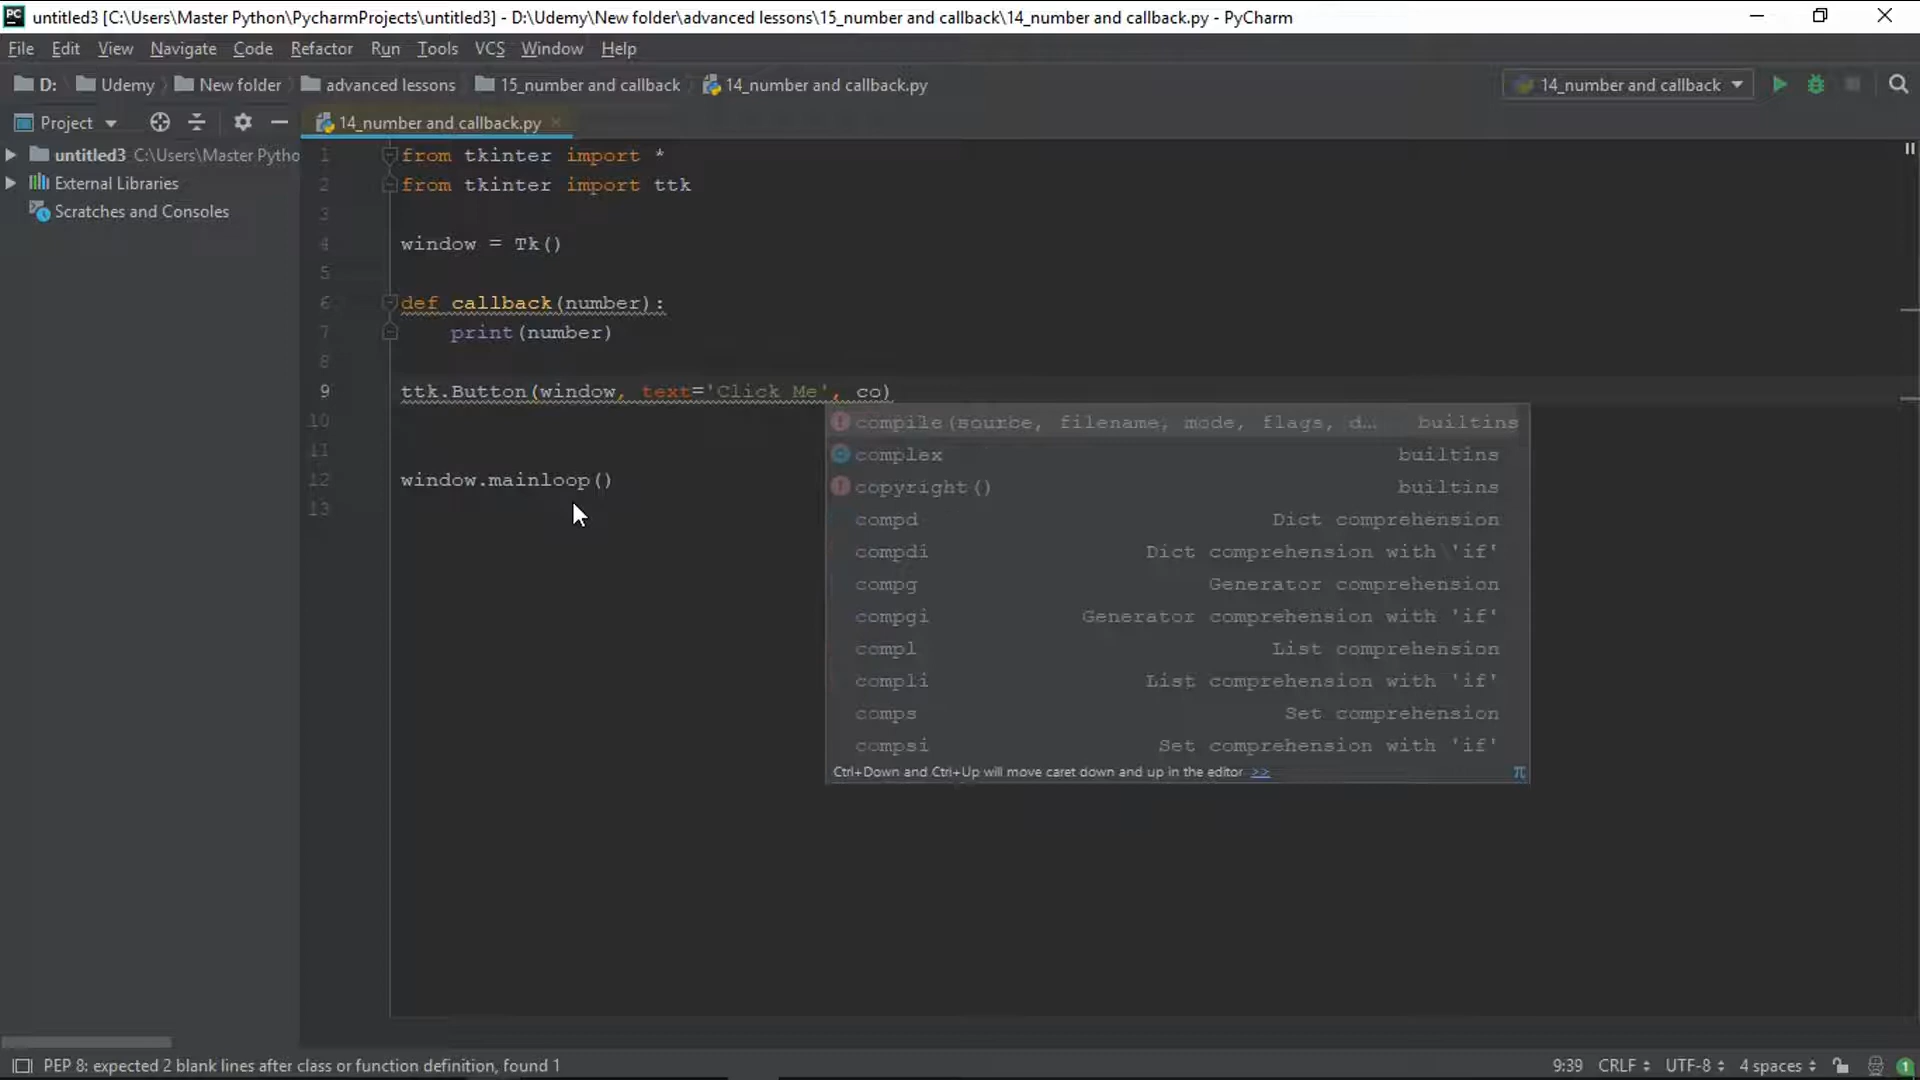 PC untitled3 [C:\Users\Master Python\PycharmProjects\untitled3] - D:\Udemy\New folder\advanced lessons\15_number and callback\14_number and callback.py - PyCharm
File Edit View Navigate Code Refactor Run Tools VCS Window Help
D: Udemy New folder advanced lessons 15_number and callback 14_number and callback.py 14_number and callback
Project 14_number and callback.py
untitled3 C:\Users\Master Pytho
External Libraries
Scratches and Consoles
1 from tkinter import *
2 from tkinter import ttk
3
4 window = Tk()
5
6 def callback(number):
7 print(number)
8
9 ttk.Button(window, text='Click Me', co)
10
11
12 window.mainloop()
13
compile(source, filename, mode, flags, d... builtins
complex builtins
copyright() builtins
compd Dict comprehension
compdi Dict comprehension with 'if'
compg Generator comprehension
compgi Generator comprehension with 'if'
compl List comprehension
compli List comprehension with 'if'
comps Set comprehension
compsi Set comprehension with 'if'
Ctrl+Down and Ctrl+Up will move caret down and up in the editor >> π
PEP 8: expected 2 blank lines after class or function definition, found 1 9:39 CRLF UTF-8 4 spaces 1